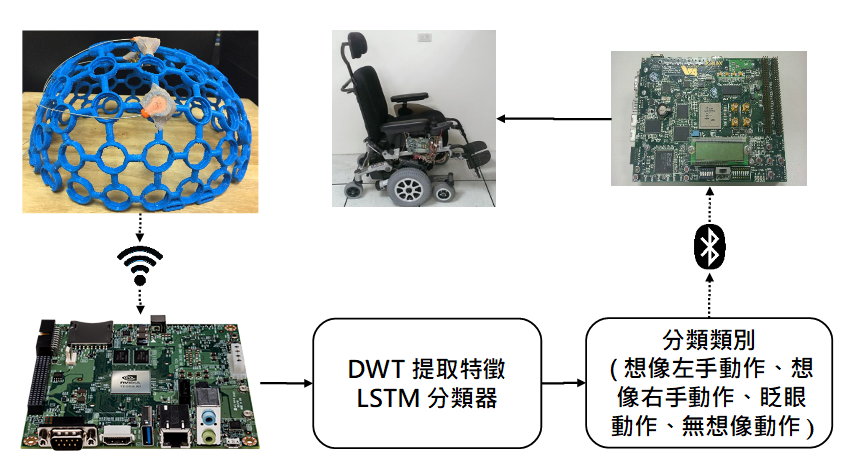 DWT 提取特徵
LSTM 分類器
分類類別
( 想像左手動作、想
像右手動作、眨眼
動作、無想像動作 )
NVIDIA